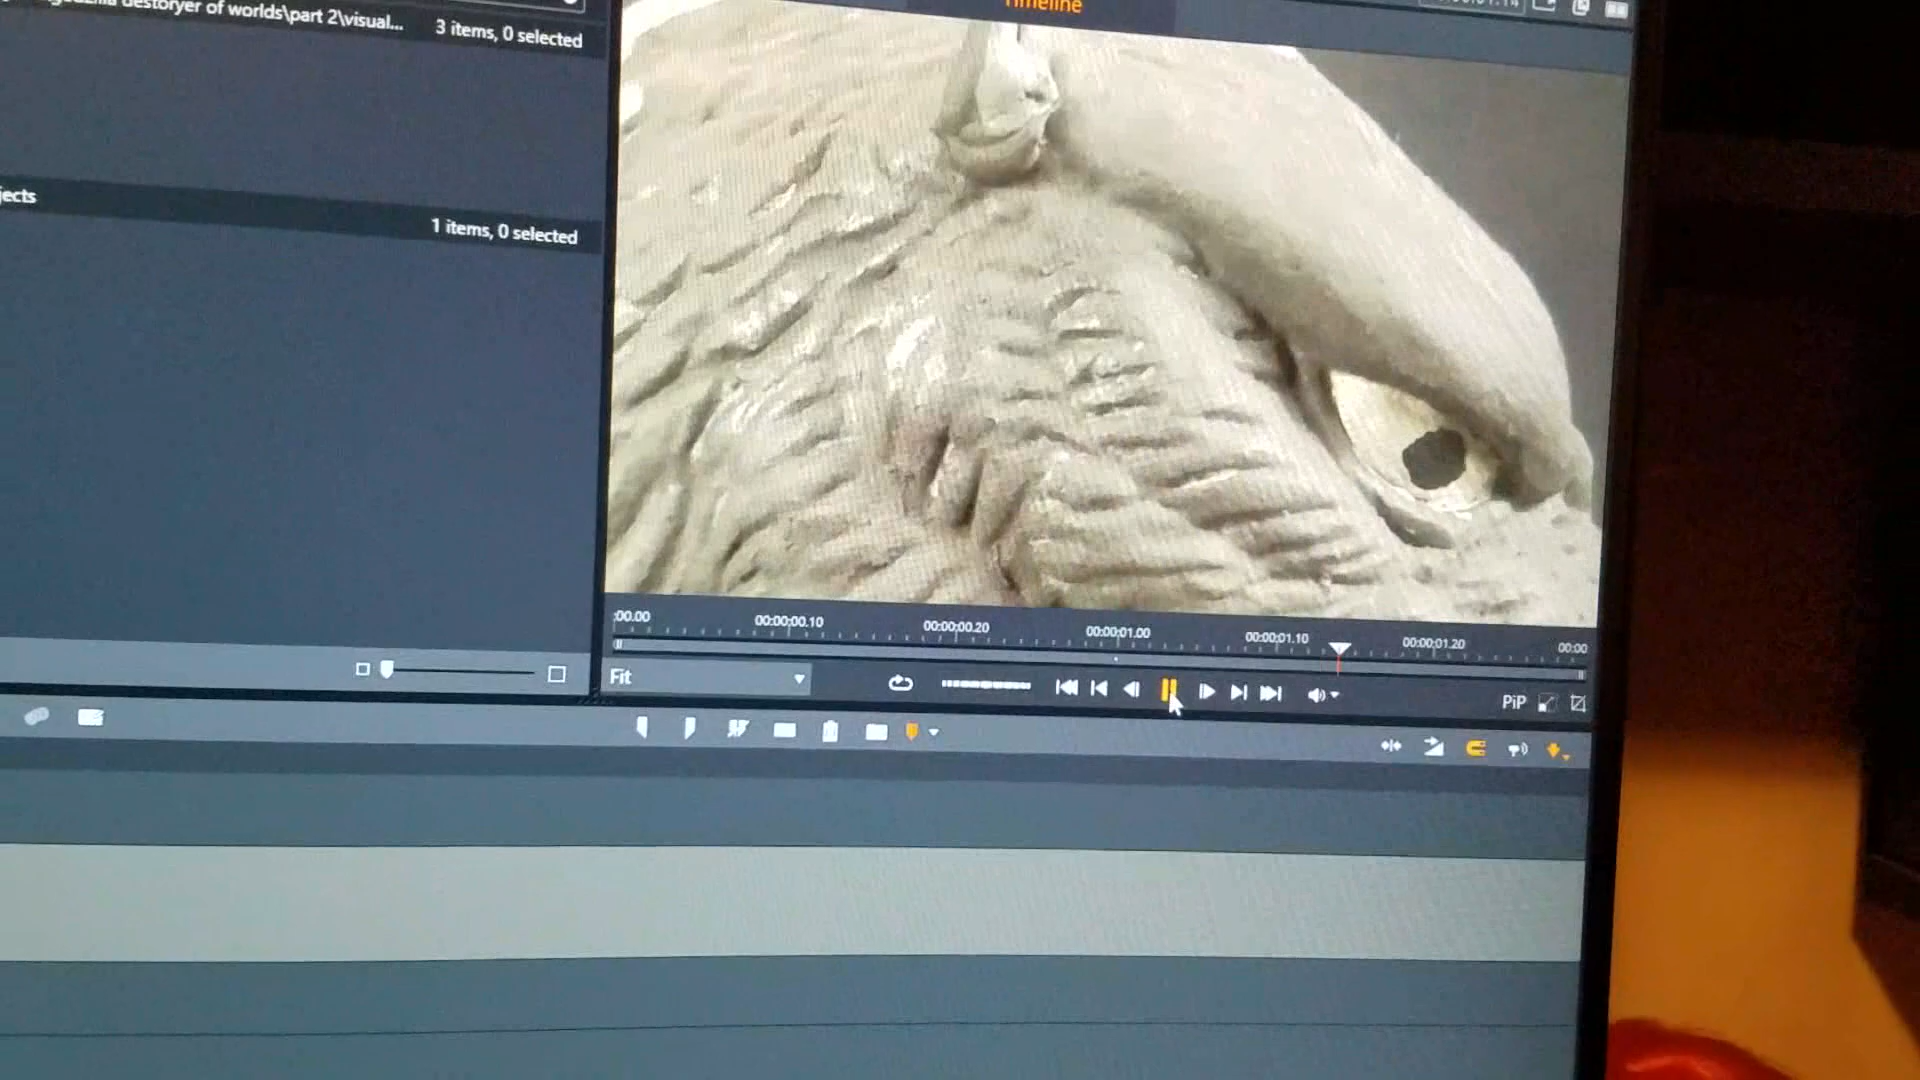 destoryer of worlds\part 2\visual...
3 items, 0 selected
Timeline
jects
1 items, 0 selected
:00.00 00:00:00.10 00:00:00.20 00:00:01.00 00:00:01.10 00:00:01.20 00:00
Fit
PiP